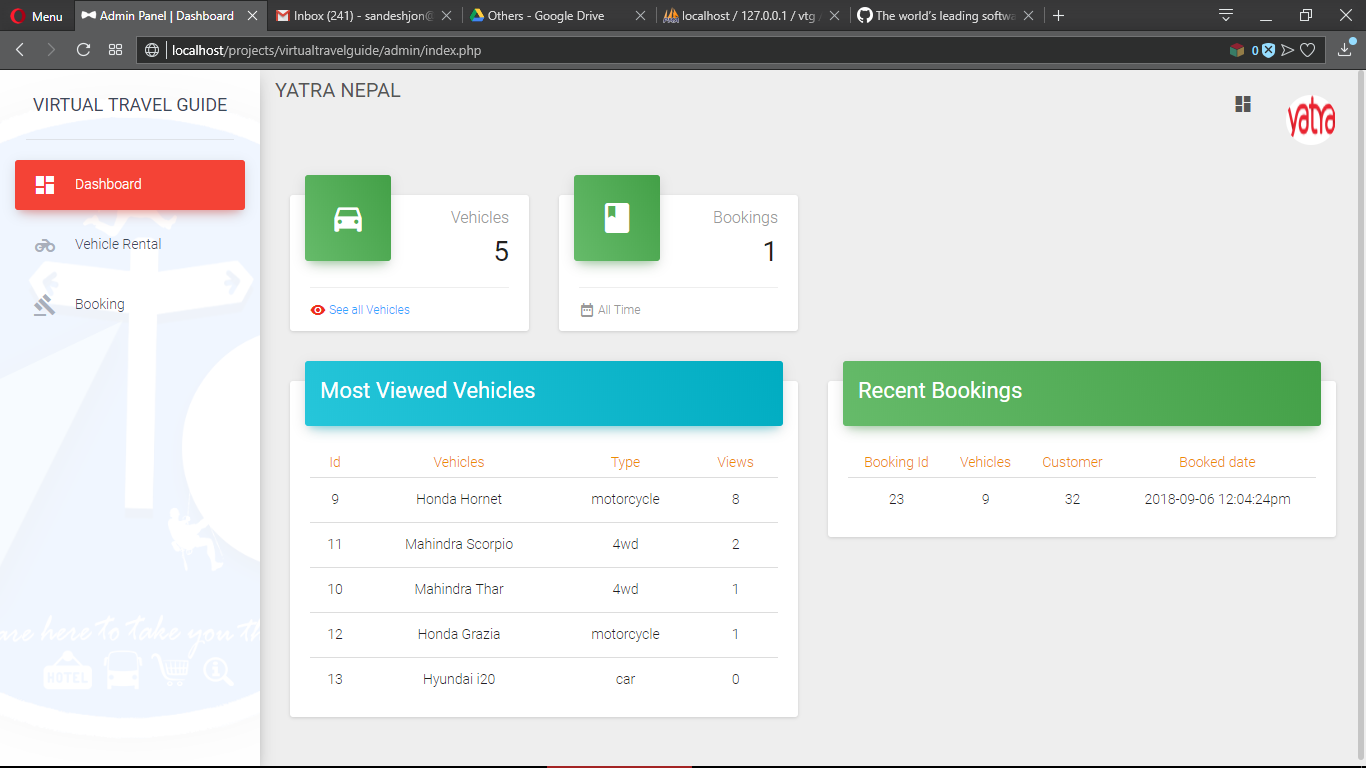 Menu
Admin Panel | Dashboard
Inbox (241) - sandeshjon@
Others - Google Drive
localhost / 127.0.0.1 / vtg
The world's leading softwa
localhost/projects/virtualtravelguide/admin/index.php
0
VIRTUAL TRAVEL GUIDE
YATRA NEPAL
yatra
Dashboard
Vehicle Rental
Booking
are here to take you th
HOTEL
Vehicles
5
See all Vehicles
Bookings
1
All Time
Most Viewed Vehicles
Id Vehicles Type Views
9 Honda Hornet motorcycle 8
11 Mahindra Scorpio 4wd 2
10 Mahindra Thar 4wd 1
12 Honda Grazia motorcycle 1
13 Hyundai i20 car 0
Recent Bookings
Booking Id Vehicles Customer Booked date
23 9 32 2018-09-06 12:04:24pm